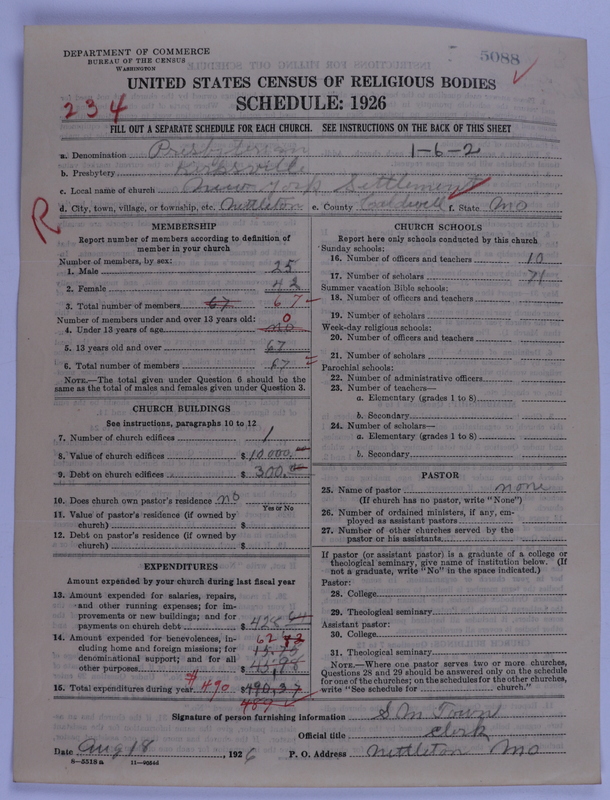 DEPARTMENT OF COMMERCE
BUREAU OF THE CENSUS
WASHINGTON
5088
UNITED STATES CENSUS OF RELIGIOUS BODIES
SCHEDULE: 1926
234
FILL OUT A SEPARATE SCHEDULE FOR EACH CHURCH. SEE INSTRUCTIONS ON THE BACK OF THIS SHEET
a. Denomination Presbyterian 1-6-2
b. Presbytery Kirksville
c. Local name of church New York Settlement
d. City, town, village, or township, etc. Nettleton e. County Caldwell f. State Mo
R
MEMBERSHIP
Report number of members according to definition of member in your church
Number of members, by sex:
1. Male 25
2. Female 42
3. Total number of members 67 67
Number of members under and over 13 years old: 0
4. Under 13 years of age no
5. 13 years old and over 67
6. Total number of members 67
NOTE.—The total given under Question 6 should be the
same as the total of males and females given under Question 3.
CHURCH BUILDINGS
See instructions, paragraphs 10 to 12
7. Number of church edifices 1
8. Value of church edifices $10000.
9. Debt on church edifices $300.
10. Does church own pastor's residence no
Yes or No
11. Value of pastor's residence (if owned by
church) $
12. Debt on pastor's residence (if owned by
church) $
EXPENDITURES
Amount expended by your church during last fiscal year
13. Amount expended for salaries, repairs,
and other running expenses; for im-
provements or new buildings; and for
payments on church debt $
14. Amount expended for benevolences, in-
cluding home and foreign missions; for
denominational support; and for all
other purposes $
15. Total expenditures during year $490
489
CHURCH SCHOOLS
Report here only schools conducted by this church
Sunday schools:
16. Number of officers and teachers 10
17. Number of scholars 71
Summer vacation Bible schools:
18. Number of officers and teachers
19. Number of scholars
Week-day religious schools:
20. Number of officers and teachers
21. Number of scholars
Parochial schools:
22. Number of administrative officers
23. Number of teachers—
a. Elementary (grades 1 to 8)
b. Secondary
24. Number of scholars—
a. Elementary (grades 1 to 8)
b. Secondary
PASTOR
25. Name of pastor none
(If church has no pastor, write "None")
26. Number of ordained ministers, if any, em-
ployed as assistant pastors
27. Number of other churches served by the
pastor or his assistants
If pastor (or assistant pastor) is a graduate of a college or
theological seminary, give name of institution below. (If
not a graduate, write "No" in the space indicated.)
Pastor:
28. College
29. Theological seminary
Assistant pastor:
30. College
31. Theological seminary
NOTE.—Where one pastor serves two or more churches,
Questions 28 and 29 should be answered only on the schedule
for one of the churches; on the schedules for the other churches,
write "See schedule for church."
Signature of person furnishing information S M Town
Official title Clerk
Date Aug 18, 1926 P. O. Address Nettleton Mo
8—5518 a